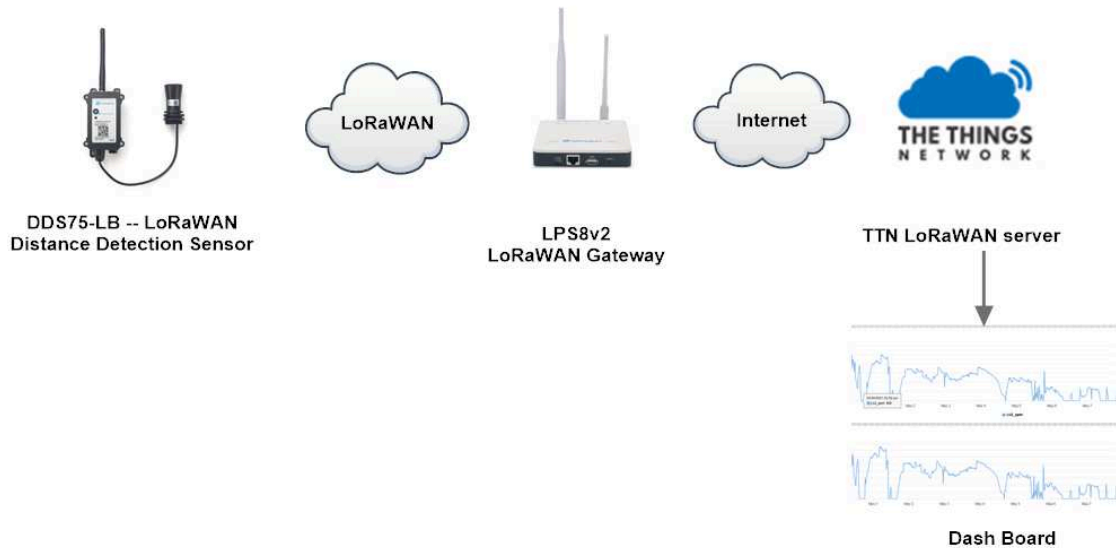 LoRaWAN
Internet
THE THINGS
NETWORK
DDS75-LB -- LoRaWAN
Distance Detection Sensor
LPS8v2
LoRaWAN Gateway
TTN LoRaWAN server
Dash Board